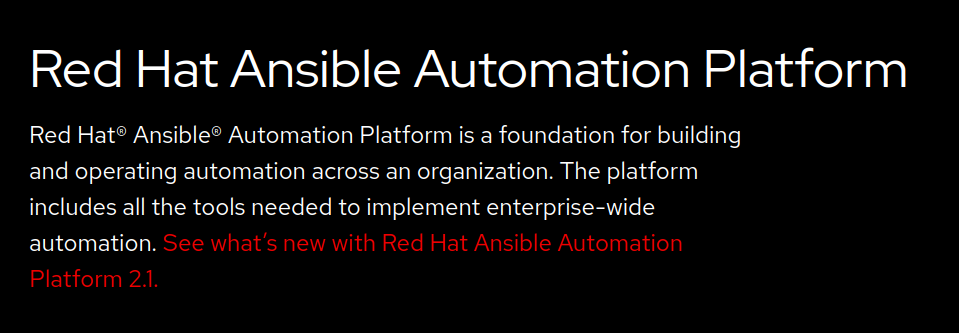 Red Hat Ansible Automation Platform
Red Hat® Ansible® Automation Platform is a foundation for building
and operating automation across an organization. The platform
includes all the tools needed to implement enterprise-wide
automation. See what’s new with Red Hat Ansible Automation
Platform 2.1.